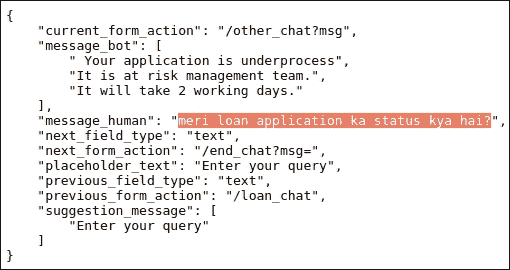 {
    "current_form_action": "/other_chat?msg",
    "message_bot": [
        " Your application is underprocess",
        "It is at risk management team.",
        "It will take 2 working days."
    ],
    "message_human": "meri loan application ka status kya hai?",
    "next_field_type": "text",
    "next_form_action": "/end_chat?msg=",
    "placeholder_text": "Enter your query",
    "previous_field_type": "text",
    "previous_form_action": "/loan_chat",
    "suggestion_message": [
        "Enter your query"
    ]
}